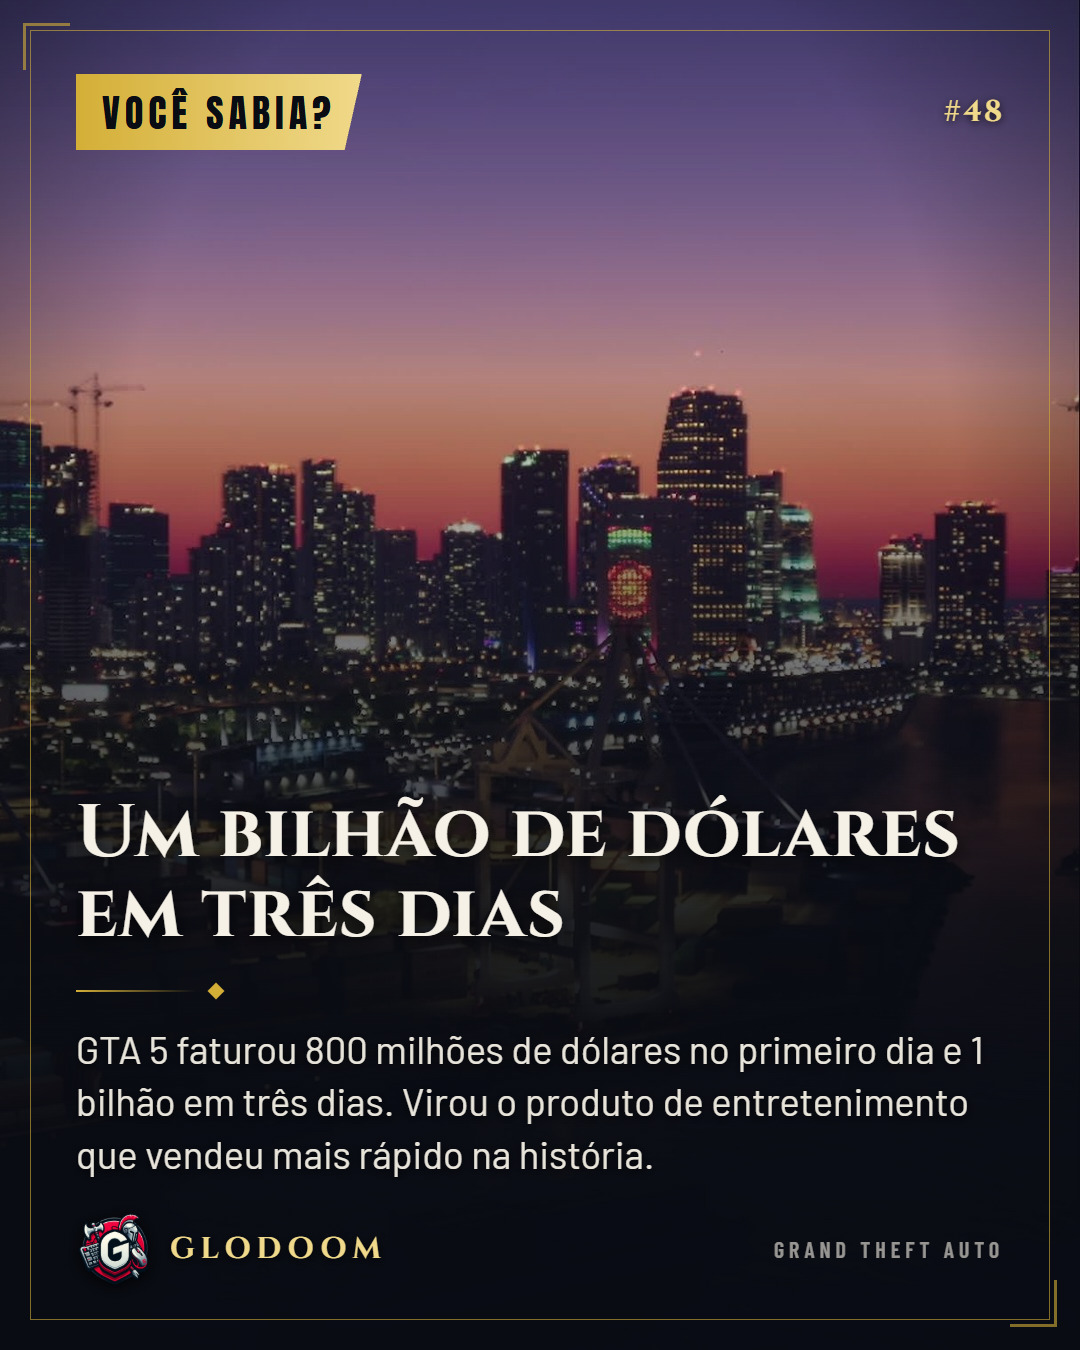 VOCÊ SABIA?
#48
UM BILHÃO DE DÓLARES
EM TRÊS DIAS
GTA 5 faturou 800 milhões de dólares no primeiro dia e 1
bilhão em três dias. Virou o produto de entretenimento
que vendeu mais rápido na história.
G
GLODOOM
GRAND THEFT AUTO